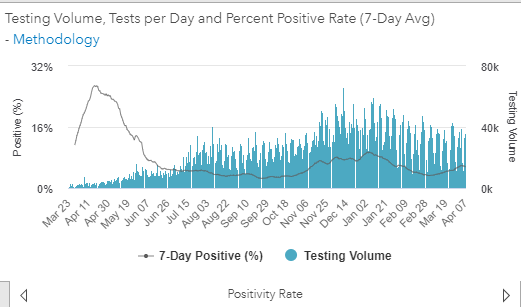 Testing Volume, Tests per Day and Percent Positive Rate (7-Day Avg)
- Methodology
32%
80k
16%
40k
0%
0k
Positive (%)
Testing Volume
Mar 23
Apr 11
Apr 30
May 19
Jun 07
Jun 26
Jul 15
Aug 03
Aug 22
Sep 10
Sep 29
Oct 18
Nov 06
Nov 25
Dec 14
Jan 02
Jan 21
Feb 09
Feb 28
Mar 19
Apr 07
7-Day Positive (%)
Testing Volume
Positivity Rate